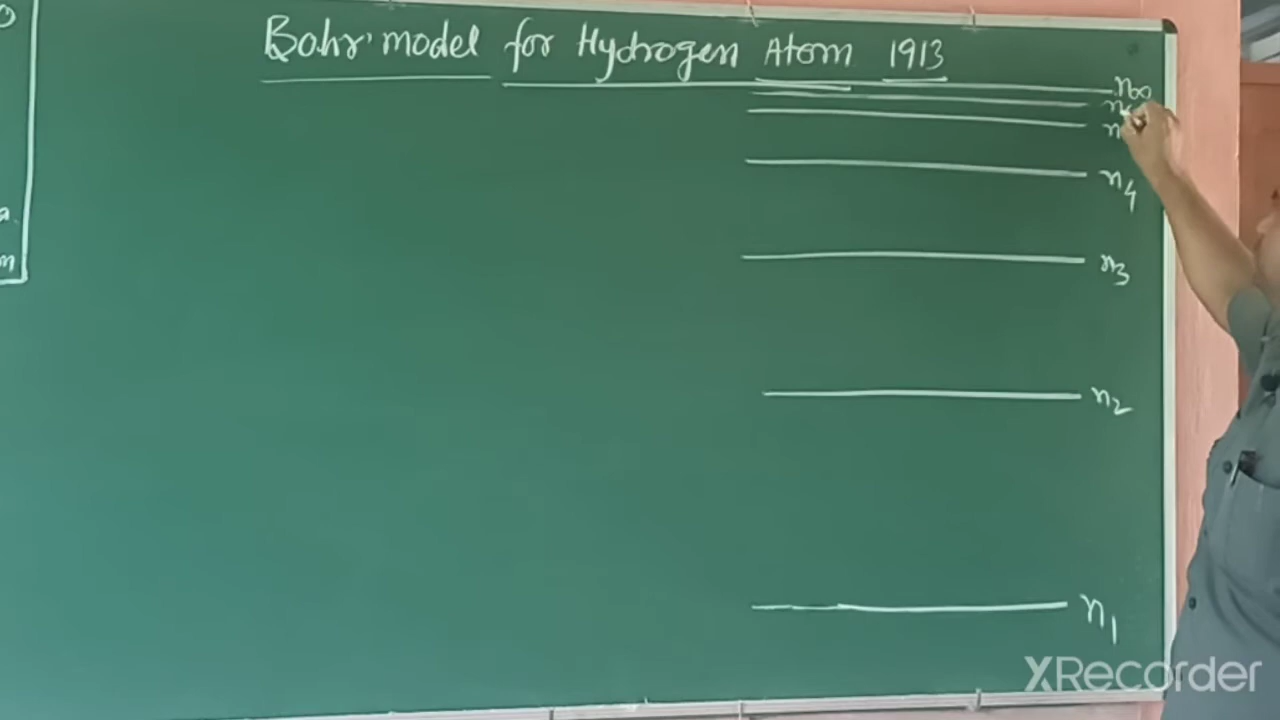 Bohr' model for Hydrogen Atom 1913
n∞
n4
n3
n2
n1
m
XRecorder